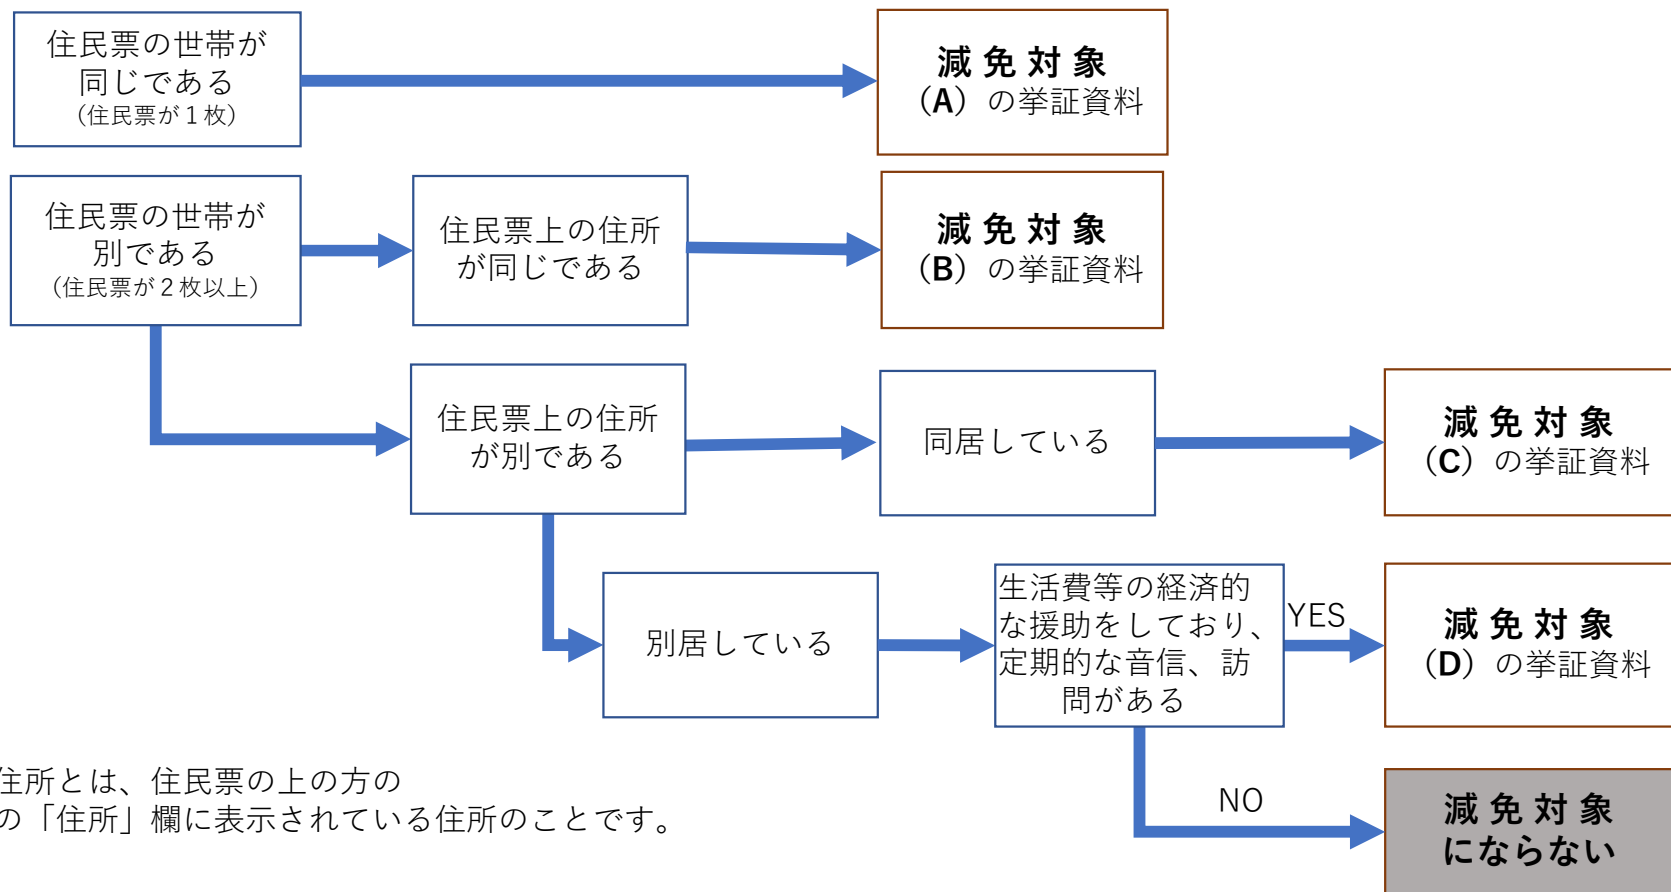 住民票の世帯が
同じである
(住民票が１枚)
減 免 対 象
（A）の挙証資料
住民票の世帯が
別である
(住民票が２枚以上)
住民票上の住所
が同じである
減 免 対 象
（B）の挙証資料
住民票上の住所
が別である
同居している
減 免 対 象
（C）の挙証資料
別居している
生活費等の経済的
な援助をしており、
定期的な音信、訪
問がある
YES
減 免 対 象
（D）の挙証資料
NO
減 免 対 象
にならない
住所とは、住民票の上の方の
の「住所」欄に表示されている住所のことです。